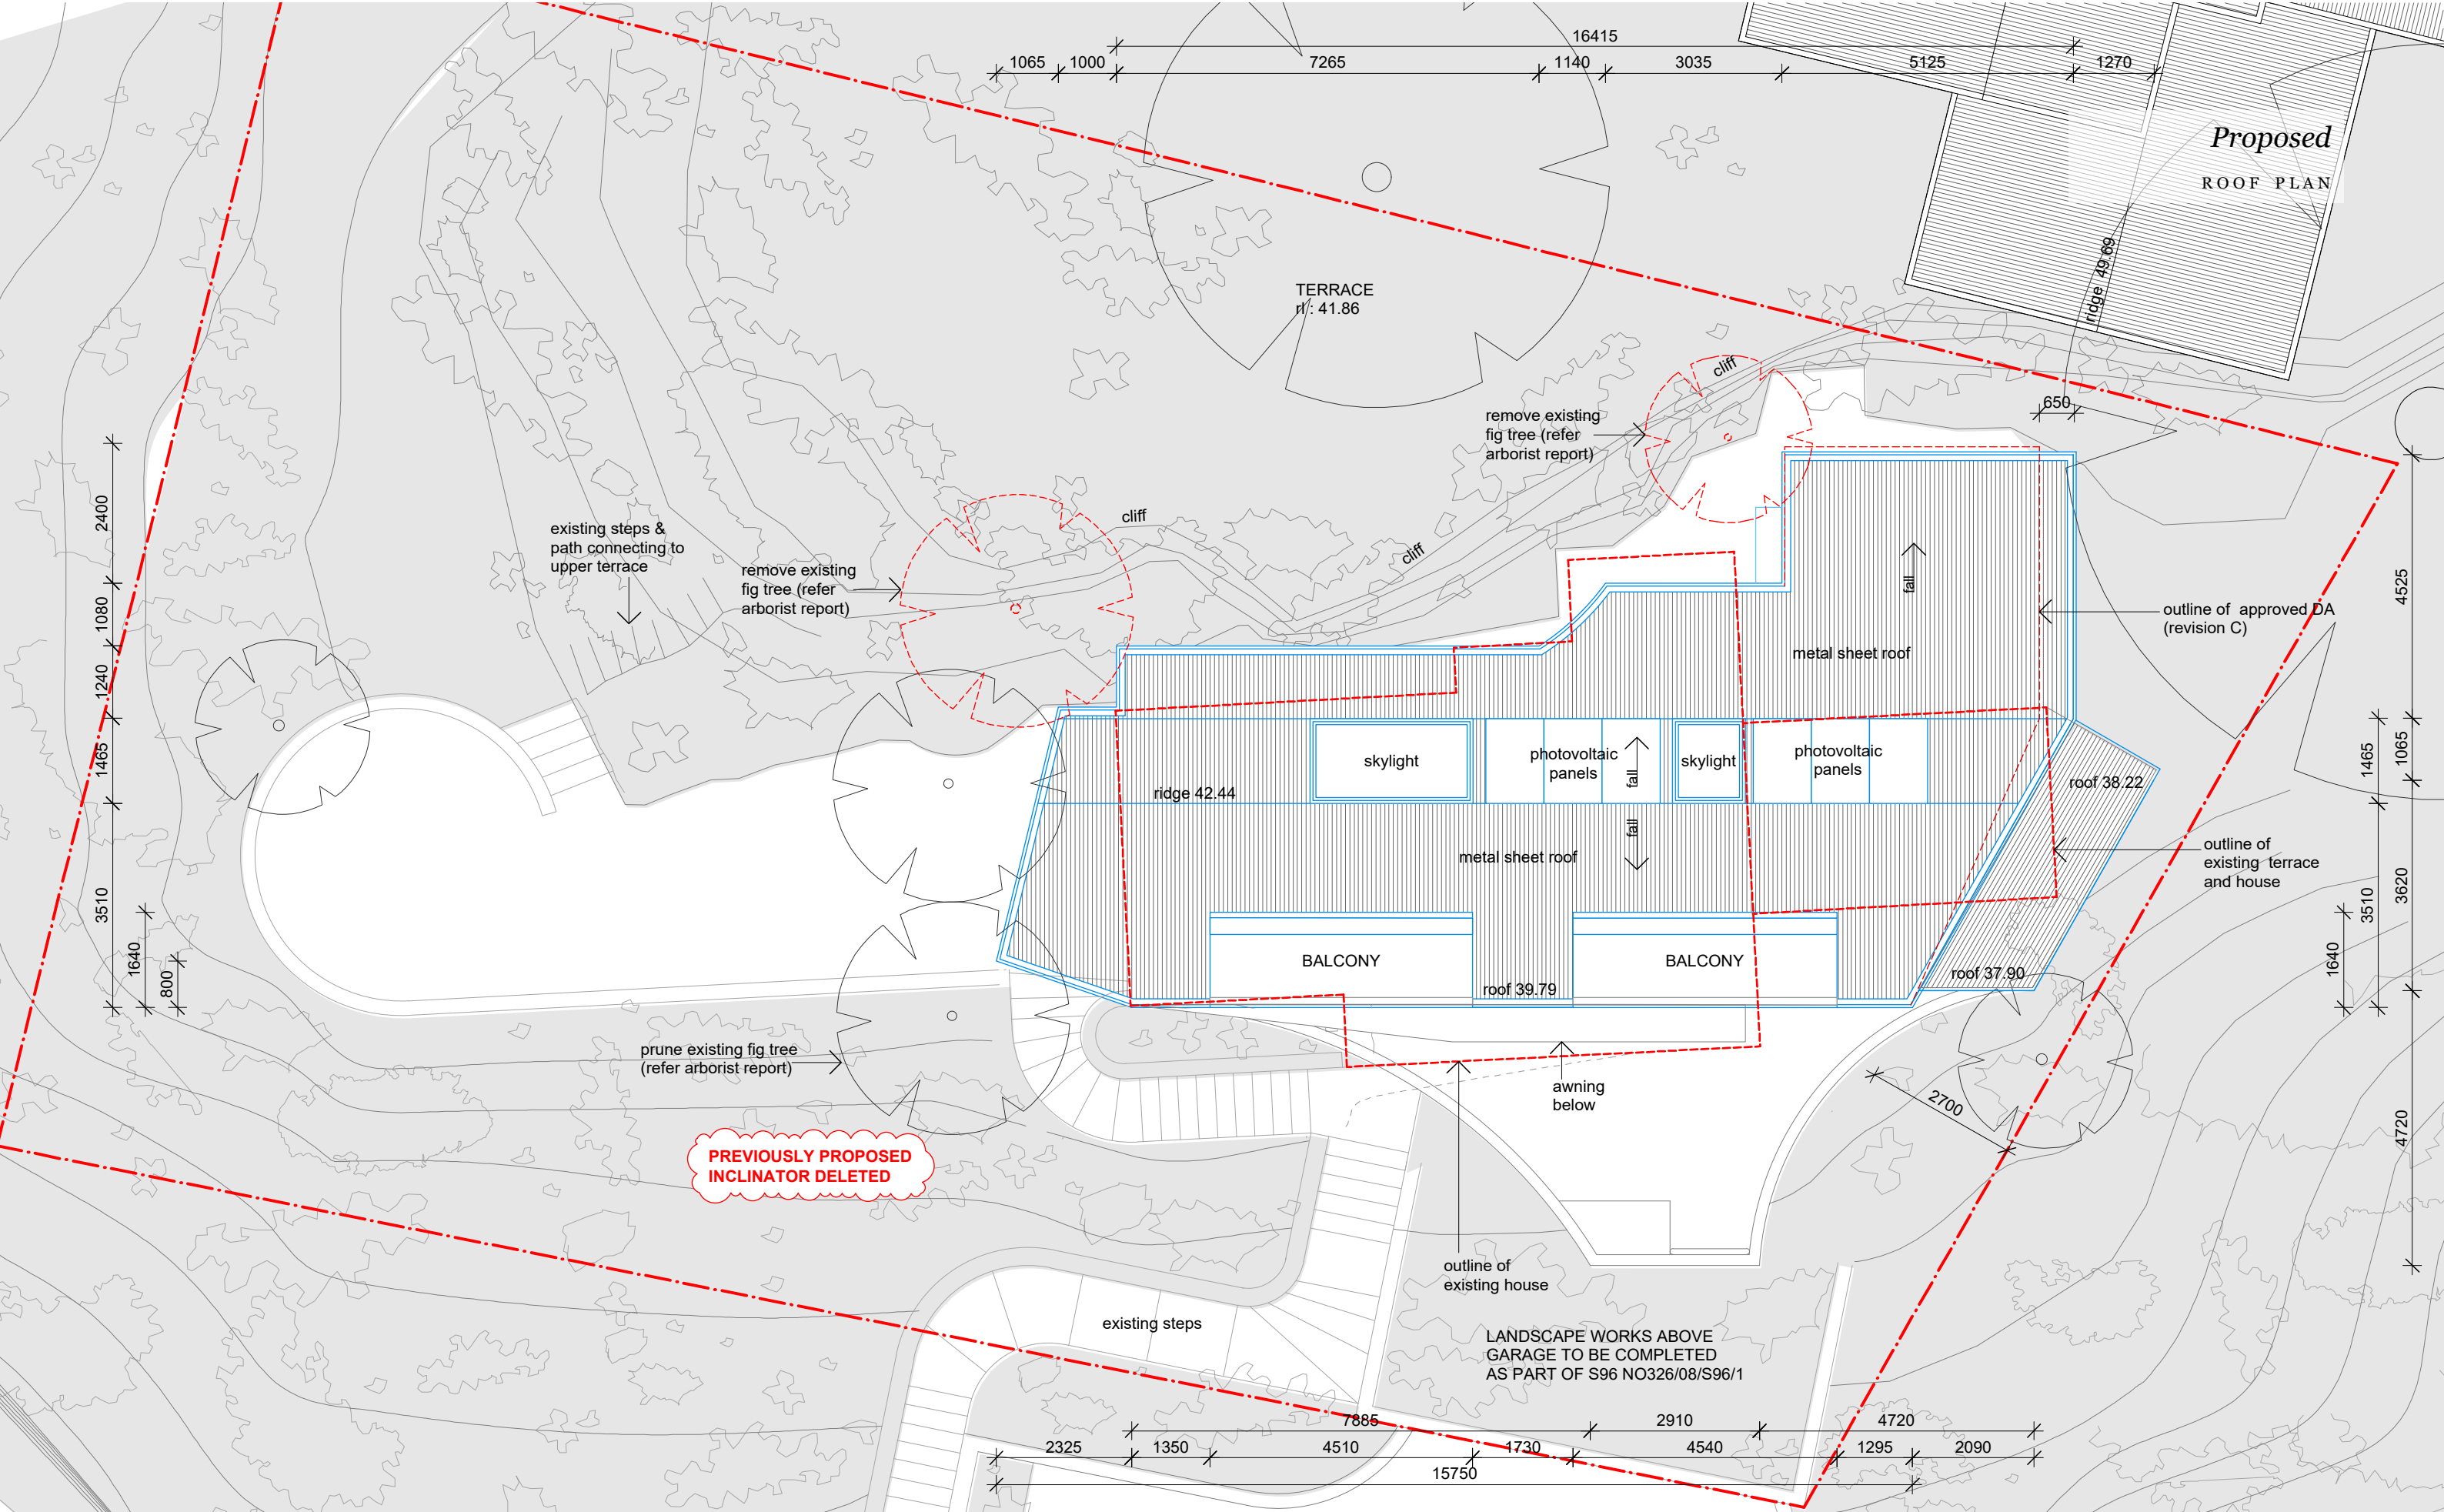 16415
1065 1000 7265 1140 3035 5125 1270
Proposed
ROOF PLAN
ridge 49.69
TERRACE
rl : 41.86
cliff
650
remove existing
fig tree (refer
arborist report)
cliff
cliff
existing steps &
path connecting to
upper terrace
remove existing
fig tree (refer
arborist report)
2400
1080
1240
1465
3510
1640
800
fall
4525
outline of approved DA
(revision C)
metal sheet roof
skylight
photovoltaic
panels
fall
skylight
photovoltaic
panels
ridge 42.44
roof 38.22
1465
1065
fall
metal sheet roof
outline of
existing terrace
and house
3510
3620
1640
BALCONY
BALCONY
roof 39.79
roof 37.90
prune existing fig tree
(refer arborist report)
awning
below
2700
4720
PREVIOUSLY PROPOSED
INCLINATOR DELETED
outline of
existing house
existing steps
LANDSCAPE WORKS ABOVE
GARAGE TO BE COMPLETED
AS PART OF S96 NO326/08/S96/1
7885 2910 4720
2325 1350 4510 1730 4540 1295 2090
15750